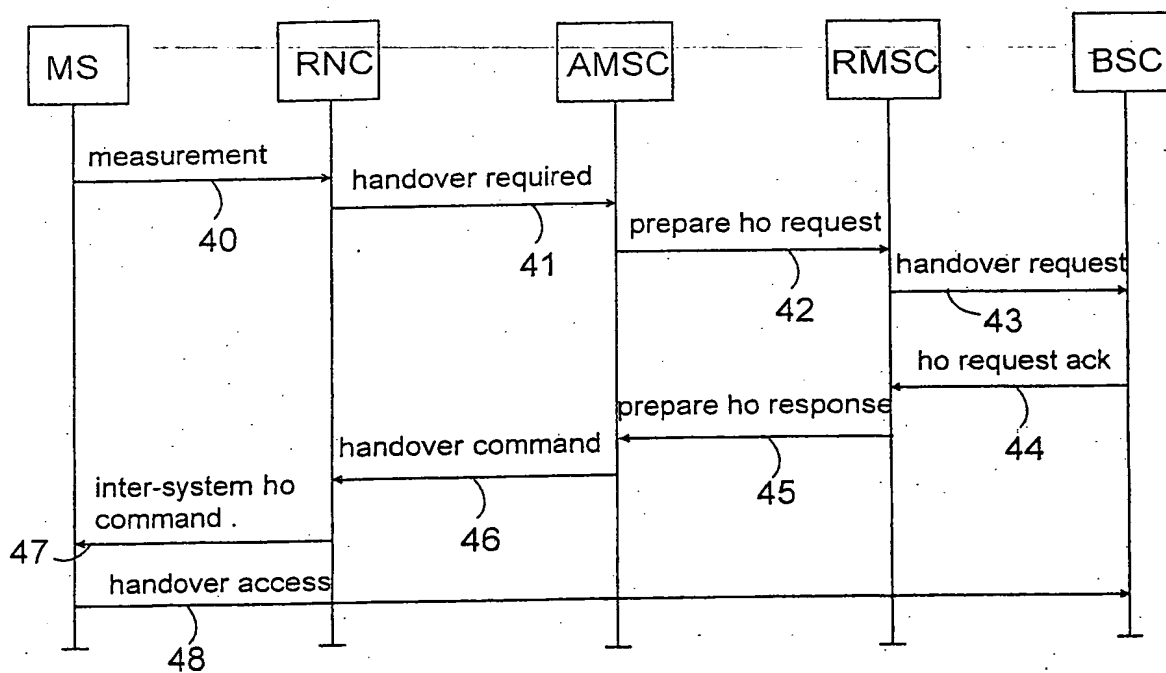 MS RNC AMSC RMSC BSC
measurement
40
handover required
41
prepare ho request
42
handover request
43
ho request ack
44
prepare ho response
45
handover command
46
inter-system ho
command .
47
handover access
48